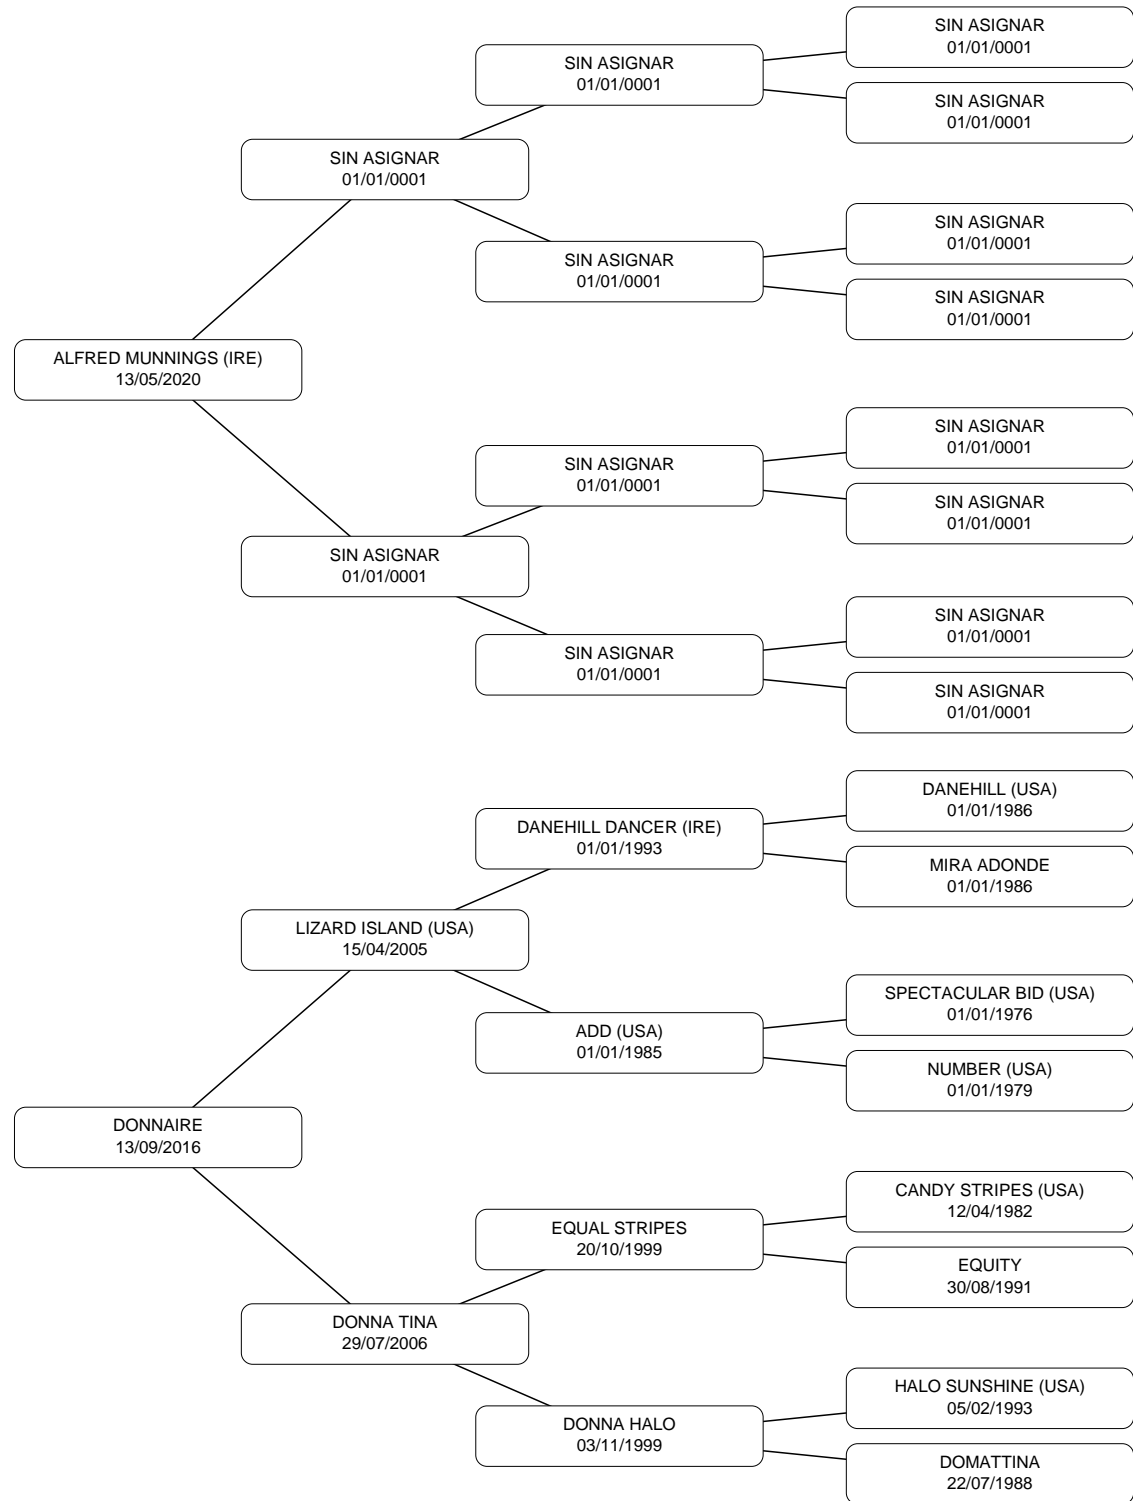 SIN ASIGNAR
01/01/0001
SIN ASIGNAR
01/01/0001
SIN ASIGNAR
01/01/0001
SIN ASIGNAR
01/01/0001
SIN ASIGNAR
01/01/0001
SIN ASIGNAR
01/01/0001
SIN ASIGNAR
01/01/0001
ALFRED MUNNINGS (IRE)
13/05/2020
SIN ASIGNAR
01/01/0001
SIN ASIGNAR
01/01/0001
SIN ASIGNAR
01/01/0001
SIN ASIGNAR
01/01/0001
SIN ASIGNAR
01/01/0001
SIN ASIGNAR
01/01/0001
SIN ASIGNAR
01/01/0001
DANEHILL (USA)
01/01/1986
DANEHILL DANCER (IRE)
01/01/1993
MIRA ADONDE
01/01/1986
LIZARD ISLAND (USA)
15/04/2005
SPECTACULAR BID (USA)
01/01/1976
ADD (USA)
01/01/1985
NUMBER (USA)
01/01/1979
DONNAIRE
13/09/2016
CANDY STRIPES (USA)
12/04/1982
EQUAL STRIPES
20/10/1999
EQUITY
30/08/1991
DONNA TINA
29/07/2006
HALO SUNSHINE (USA)
05/02/1993
DONNA HALO
03/11/1999
DOMATTINA
22/07/1988